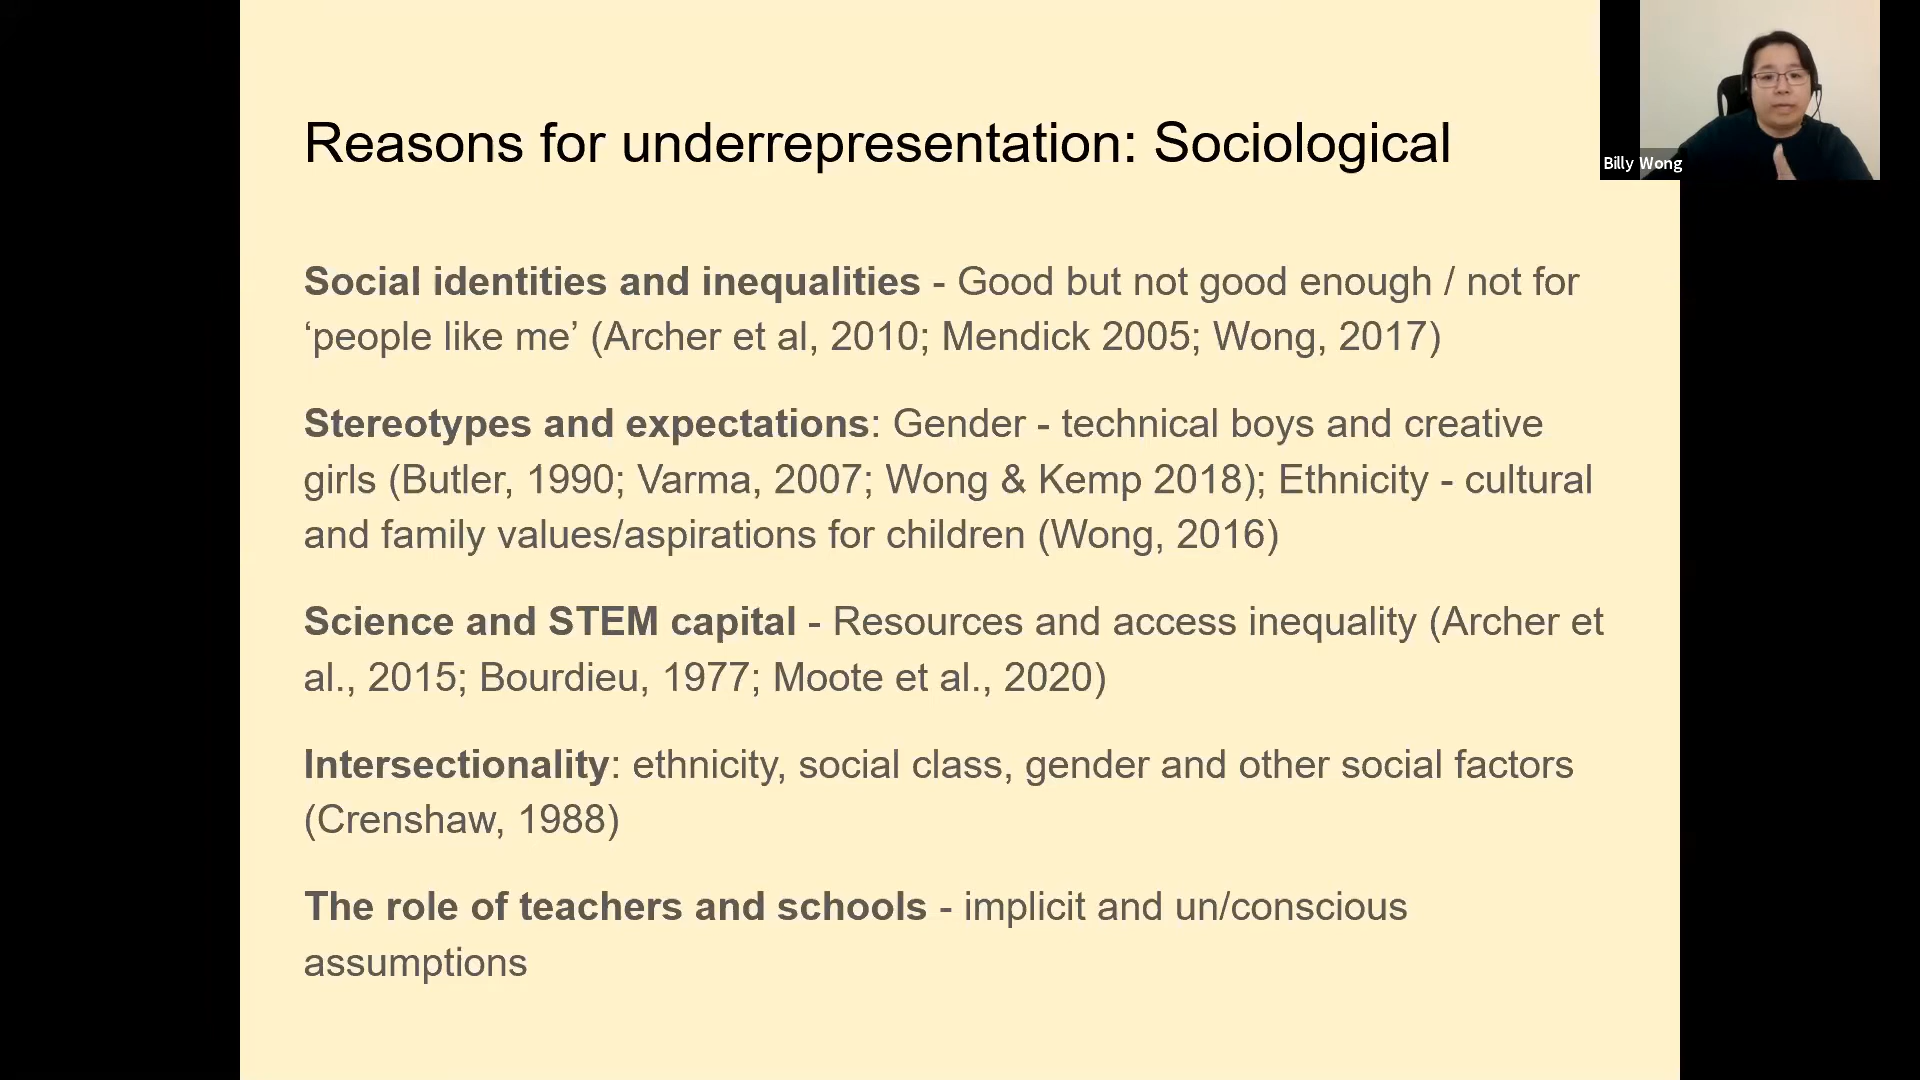 Reasons for underrepresentation: Sociological
Billy Wong
Social identities and inequalities - Good but not good enough / not for
‘people like me’ (Archer et al, 2010; Mendick 2005; Wong, 2017)
Stereotypes and expectations: Gender - technical boys and creative
girls (Butler, 1990; Varma, 2007; Wong & Kemp 2018); Ethnicity - cultural
and family values/aspirations for children (Wong, 2016)
Science and STEM capital - Resources and access inequality (Archer et
al., 2015; Bourdieu, 1977; Moote et al., 2020)
Intersectionality: ethnicity, social class, gender and other social factors
(Crenshaw, 1988)
The role of teachers and schools - implicit and un/conscious
assumptions